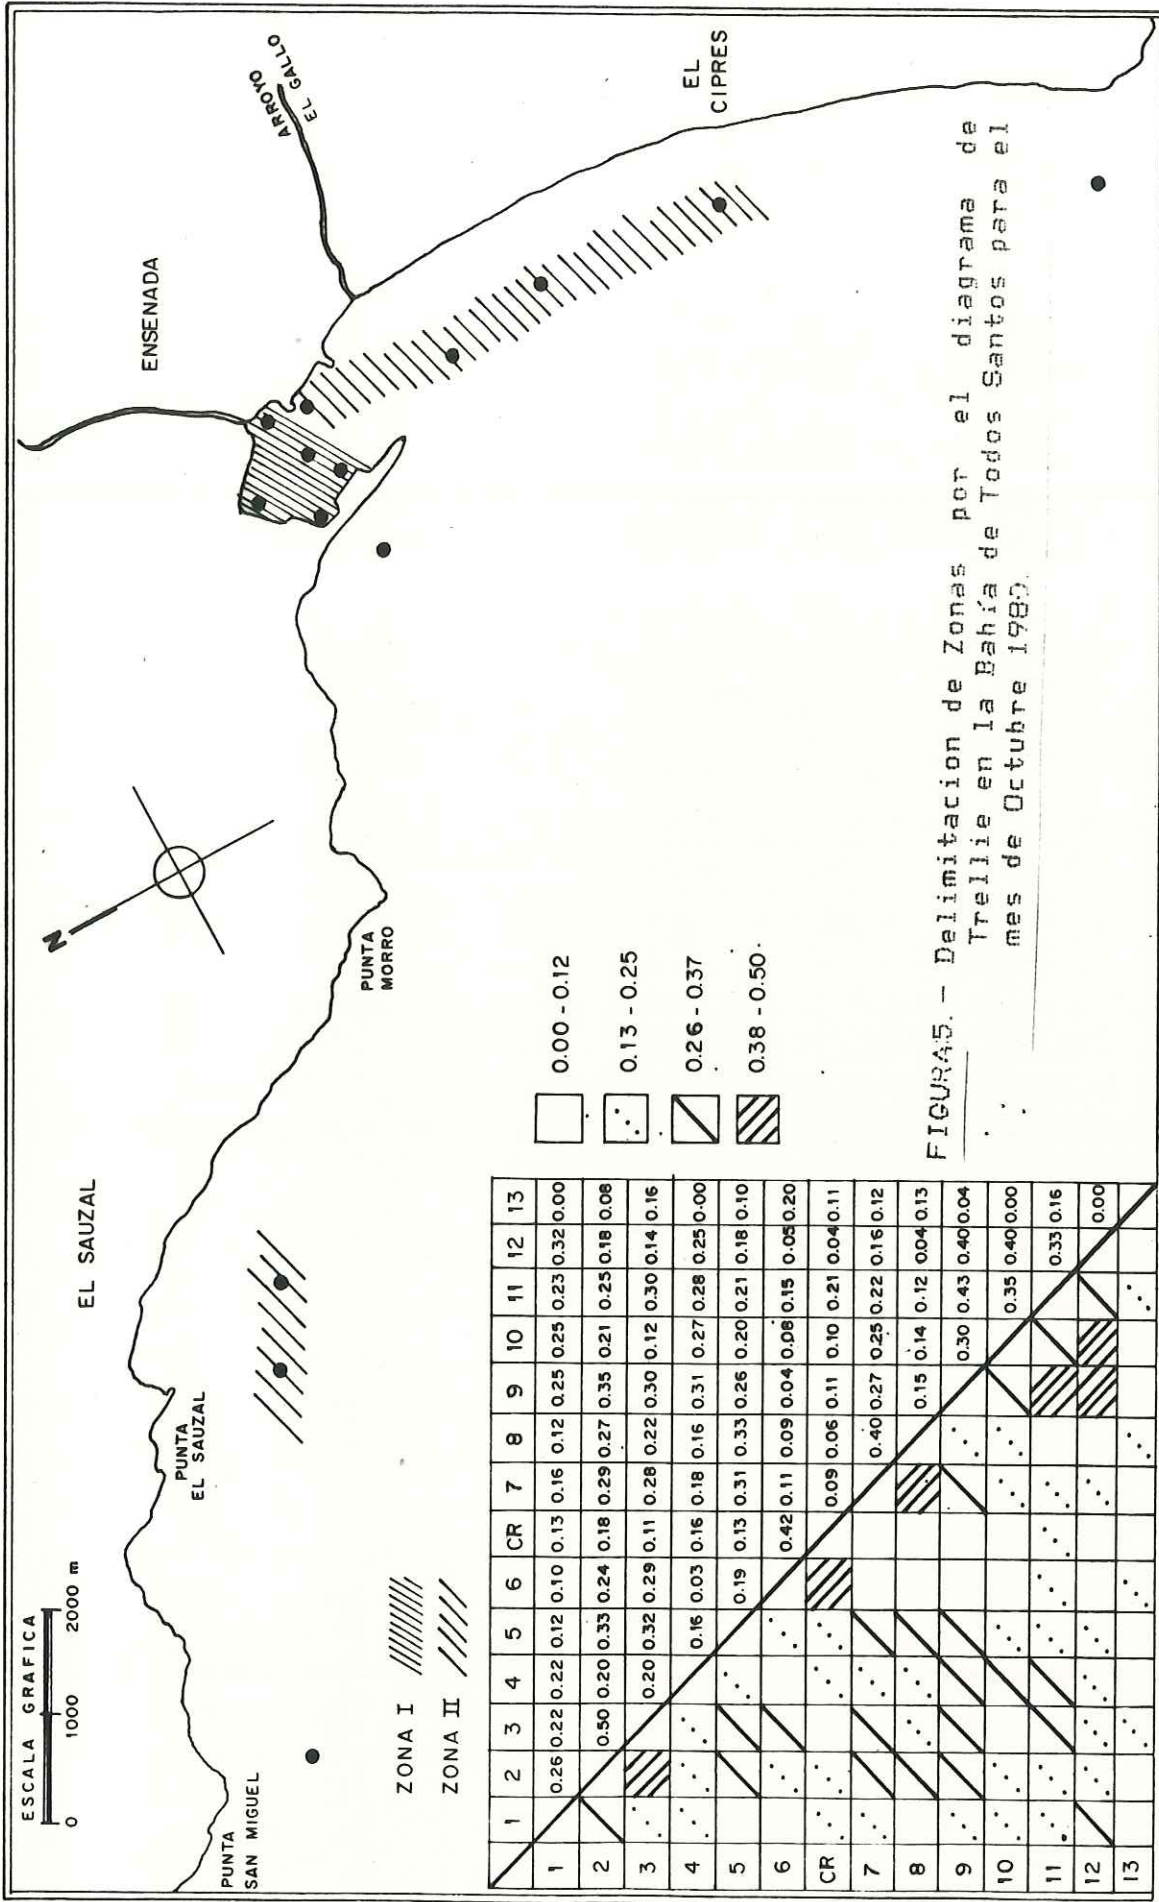 ESCALA GRAFICA
0 1000 2000 m
PUNTA
SAN MIGUEL
PUNTA
EL SAUZAL
EL SAUZAL
N
PUNTA
MORRO
ENSENADA
ARROYO
EL GALLO
EL
CIPRES
ZONA I
ZONA II
1 2 3 4 5 6 CR 7 8 9 10 11 12 13
1 0.26 0.22 0.22 0.12 0.10 0.13 0.16 0.12 0.25 0.25 0.23 0.32 0.00
2 0.50 0.20 0.33 0.24 0.18 0.29 0.27 0.35 0.21 0.25 0.18 0.08
3 0.20 0.32 0.29 0.11 0.28 0.22 0.30 0.12 0.30 0.14 0.16
4 0.16 0.03 0.16 0.18 0.16 0.31 0.27 0.28 0.25 0.00
5 0.19 0.13 0.31 0.33 0.26 0.20 0.21 0.18 0.10
6 0.42 0.11 0.09 0.04 0.08 0.15 0.05 0.20
CR 0.09 0.06 0.11 0.10 0.21 0.04 0.11
7 0.40 0.27 0.25 0.22 0.16 0.12
8 0.15 0.14 0.12 0.04 0.13
9 0.30 0.43 0.40 0.04
10 0.35 0.40 0.00
11 0.33 0.16
12 0.00
13
0.00 - 0.12
0.13 - 0.25
0.26 - 0.37
0.38 - 0.50
FIGURA 5. - Delimitacion de Zonas por el diagrama de
Trellie en la Bahía de Todos Santos para el
mes de Octubre